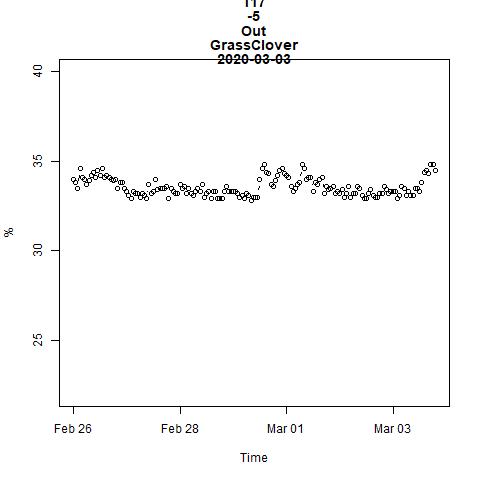 T17
-5
Out
GrassClover
2020-03-03
40
35
30
25
%
Feb 26
Feb 28
Mar 01
Mar 03
Time